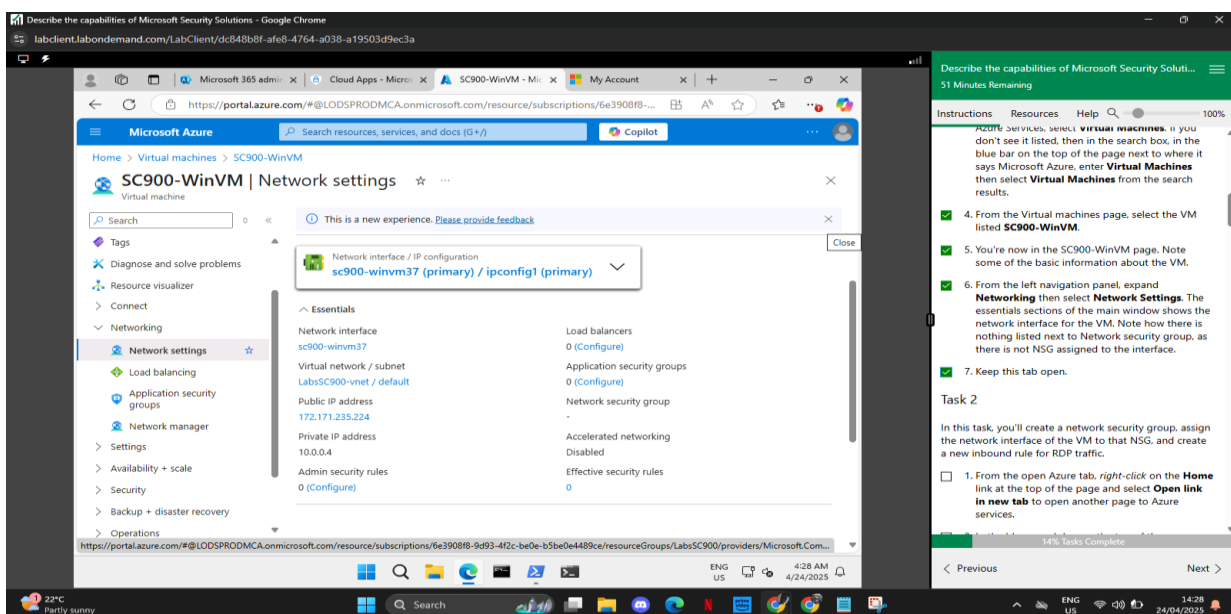 Describe the capabilities of Microsoft Security Solutions - Google Chrome
labclient.labondemand.com/LabClient/dc848b8f-afe8-4764-a038-a19503d9ec3a
Microsoft 365 admir
Cloud Apps - Micros
SC900-WinVM - Mic
My Account
https://portal.azure.com/#@LODSPRODMCA.onmicrosoft.com/resource/subscriptions/6e3908f8-...
Microsoft Azure
Search resources, services, and docs (G+/)
Copilot
Home > Virtual machines > SC900-WinVM
SC900-WinVM | Network settings
Virtual machine
Search
Tags
Diagnose and solve problems
Resource visualizer
Connect
Networking
Network settings
Load balancing
Application security
groups
Network manager
Settings
Availability + scale
Security
Backup + disaster recovery
Operations
This is a new experience. Please provide feedback
Close
Network interface / IP configuration
sc900-winvm37 (primary) / ipconfig1 (primary)
Essentials
Network interface
sc900-winvm37
Virtual network / subnet
LabsSC900-vnet / default
Public IP address
172.171.235.224
Private IP address
10.0.0.4
Admin security rules
0 (Configure)
Load balancers
0 (Configure)
Application security groups
0 (Configure)
Network security group
-
Accelerated networking
Disabled
Effective security rules
0
https://portal.azure.com/#@LODSPRODMCA.onmicrosoft.com/resource/subscriptions/6e3908f8-9d93-4f2c-be0e-b5be0e4489ce/resourceGroups/LabsSC900/providers/Microsoft.Com...
ENG
US
4:28 AM
4/24/2025
Describe the capabilities of Microsoft Security Soluti...
51 Minutes Remaining
Instructions Resources Help 100%
Azure Services, select Virtual Machines. If you
don't see it listed, then in the search box, in the
blue bar on the top of the page next to where it
says Microsoft Azure, enter Virtual Machines
then select Virtual Machines from the search
results.
4. From the Virtual machines page, select the VM
listed SC900-WinVM.
5. You're now in the SC900-WinVM page. Note
some of the basic information about the VM.
6. From the left navigation panel, expand
Networking then select Network Settings. The
essentials sections of the main window shows the
network interface for the VM. Note how there is
nothing listed next to Network security group, as
there is not NSG assigned to the interface.
7. Keep this tab open.
Task 2
In this task, you'll create a network security group, assign
the network interface of the VM to that NSG, and create
a new inbound rule for RDP traffic.
1. From the open Azure tab, right-click on the Home
link at the top of the page and select Open link
in new tab to open another page to Azure
services.
14% Tasks Complete
< Previous
Next >
22°C
Partly sunny
Search
ENG
US
14:28
24/04/2025